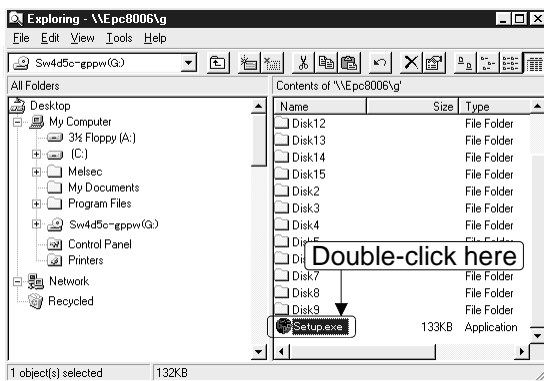 Exploring - \\Epc8006\g
File Edit View Tools Help
Sw4d5c-gppw(G:)
All Folders
Contents of '\\Epc8006\g'
Desktop
My Computer
3½ Floppy (A:)
(C:)
Melsec
My Documents
Program Files
Sw4d5c-gppw(G:)
Control Panel
Printers
Network
Recycled
Name Size Type
Disk12 File Folder
Disk13 File Folder
Disk14 File Folder
Disk15 File Folder
Disk2 File Folder
Disk3 File Folder
Disk4 File Folder
Double-click here
Disk7 File Folder
Disk8 File Folder
Disk9 File Folder
Setup.exe 133KB Application
1 object(s) selected 132KB